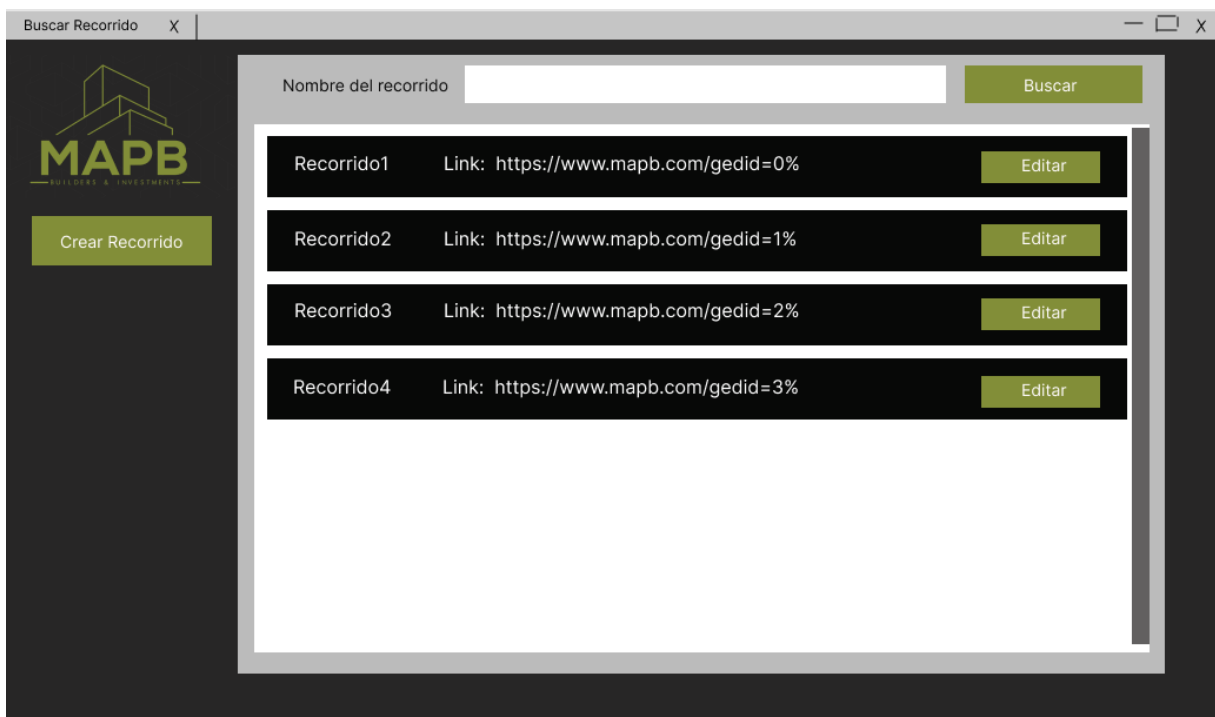 Buscar Recorrido X
X
MAPB
BUILDERS & INVESTMENTS
Crear Recorrido
Nombre del recorrido Buscar
Recorrido1 Link: https://www.mapb.com/gedid=0% Editar
Recorrido2 Link: https://www.mapb.com/gedid=1% Editar
Recorrido3 Link: https://www.mapb.com/gedid=2% Editar
Recorrido4 Link: https://www.mapb.com/gedid=3% Editar